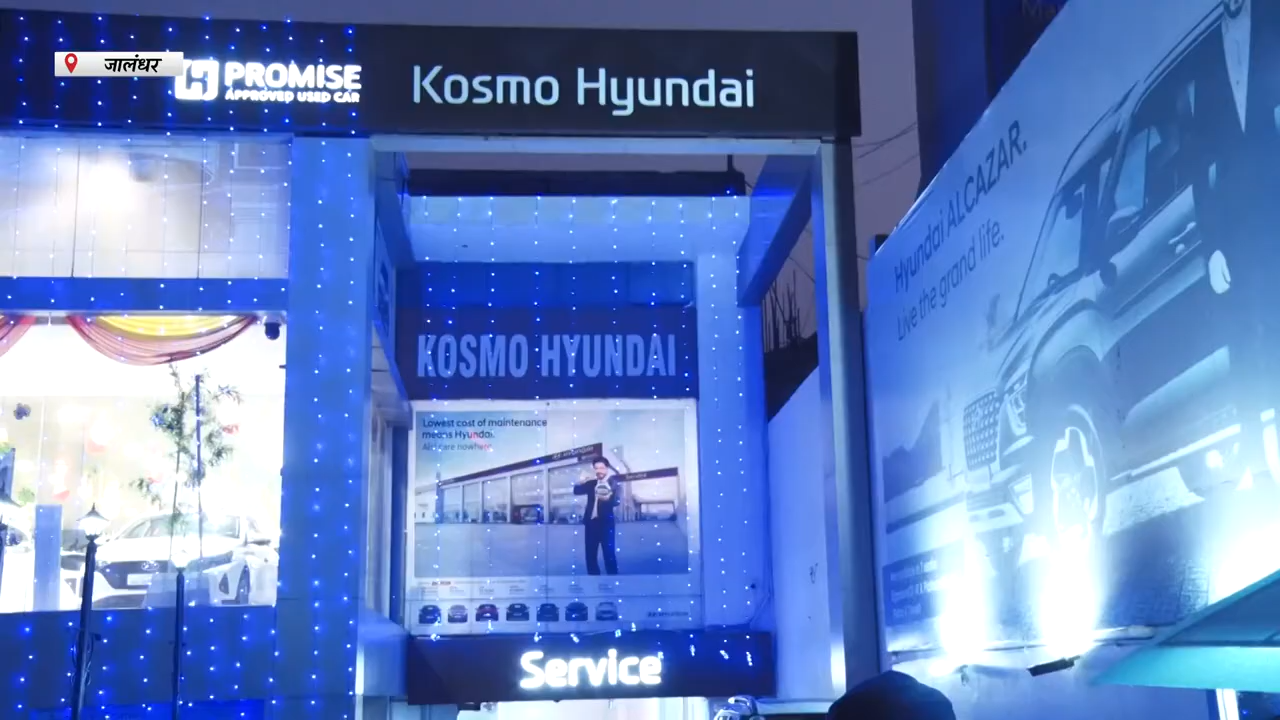 जालंधर
H PROMISE
APPROVED USED CAR
Kosmo Hyundai
KOSMO HYUNDAI
Lowest cost of maintenance
means Hyundai.
Service
Hyundai ALCAZAR.
Live the grand life.